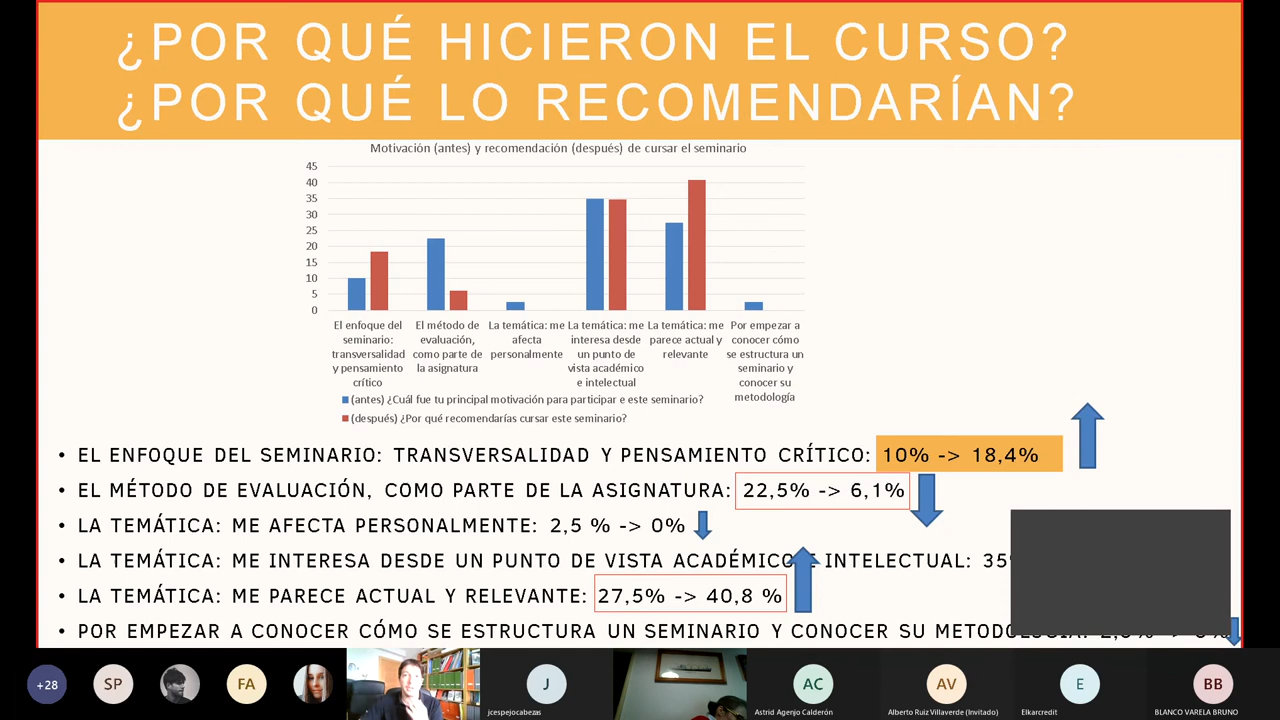 ¿POR QUÉ HICIERON EL CURSO?
¿POR QUÉ LO RECOMENDARÍAN?
Motivación (antes) y recomendación (después) de cursar el seminario
45
40
35
30
25
20
15
10
5
0
El enfoque del
seminario:
transversalidad
y pensamiento
crítico
El método de
evaluación,
como parte de
la asignatura
La temática: me
afecta
personalmente
La temática: me
interesa desde
un punto de
vista académico
e intelectual
La temática: me
parece actual y
relevante
Por empezar a
conocer cómo
se estructura un
seminario y
conocer su
metodología
(antes) ¿Cuál fue tu principal motivación para participar e este seminario?
(después) ¿Por qué recomendarías cursar este seminario?
• EL ENFOQUE DEL SEMINARIO: TRANSVERSALIDAD Y PENSAMIENTO CRÍTICO: 10% -> 18,4%
• EL MÉTODO DE EVALUACIÓN, COMO PARTE DE LA ASIGNATURA: 22,5% -> 6,1%
• LA TEMÁTICA: ME AFECTA PERSONALMENTE: 2,5 % -> 0%
• LA TEMÁTICA: ME INTERESA DESDE UN PUNTO DE VISTA ACADÉMICO E INTELECTUAL: 35
• LA TEMÁTICA: ME PARECE ACTUAL Y RELEVANTE: 27,5% -> 40,8 %
• POR EMPEZAR A CONOCER CÓMO SE ESTRUCTURA UN SEMINARIO Y CONOCER SU METODOLOGÍA:
+28
SP
FA
J
jcespejocabezas
AC
Astrid Agenjo Calderón
AV
Alberto Ruiz Villaverde (Invitado)
E
Elkarcredit
BB
BLANCO VARELA BRUNO